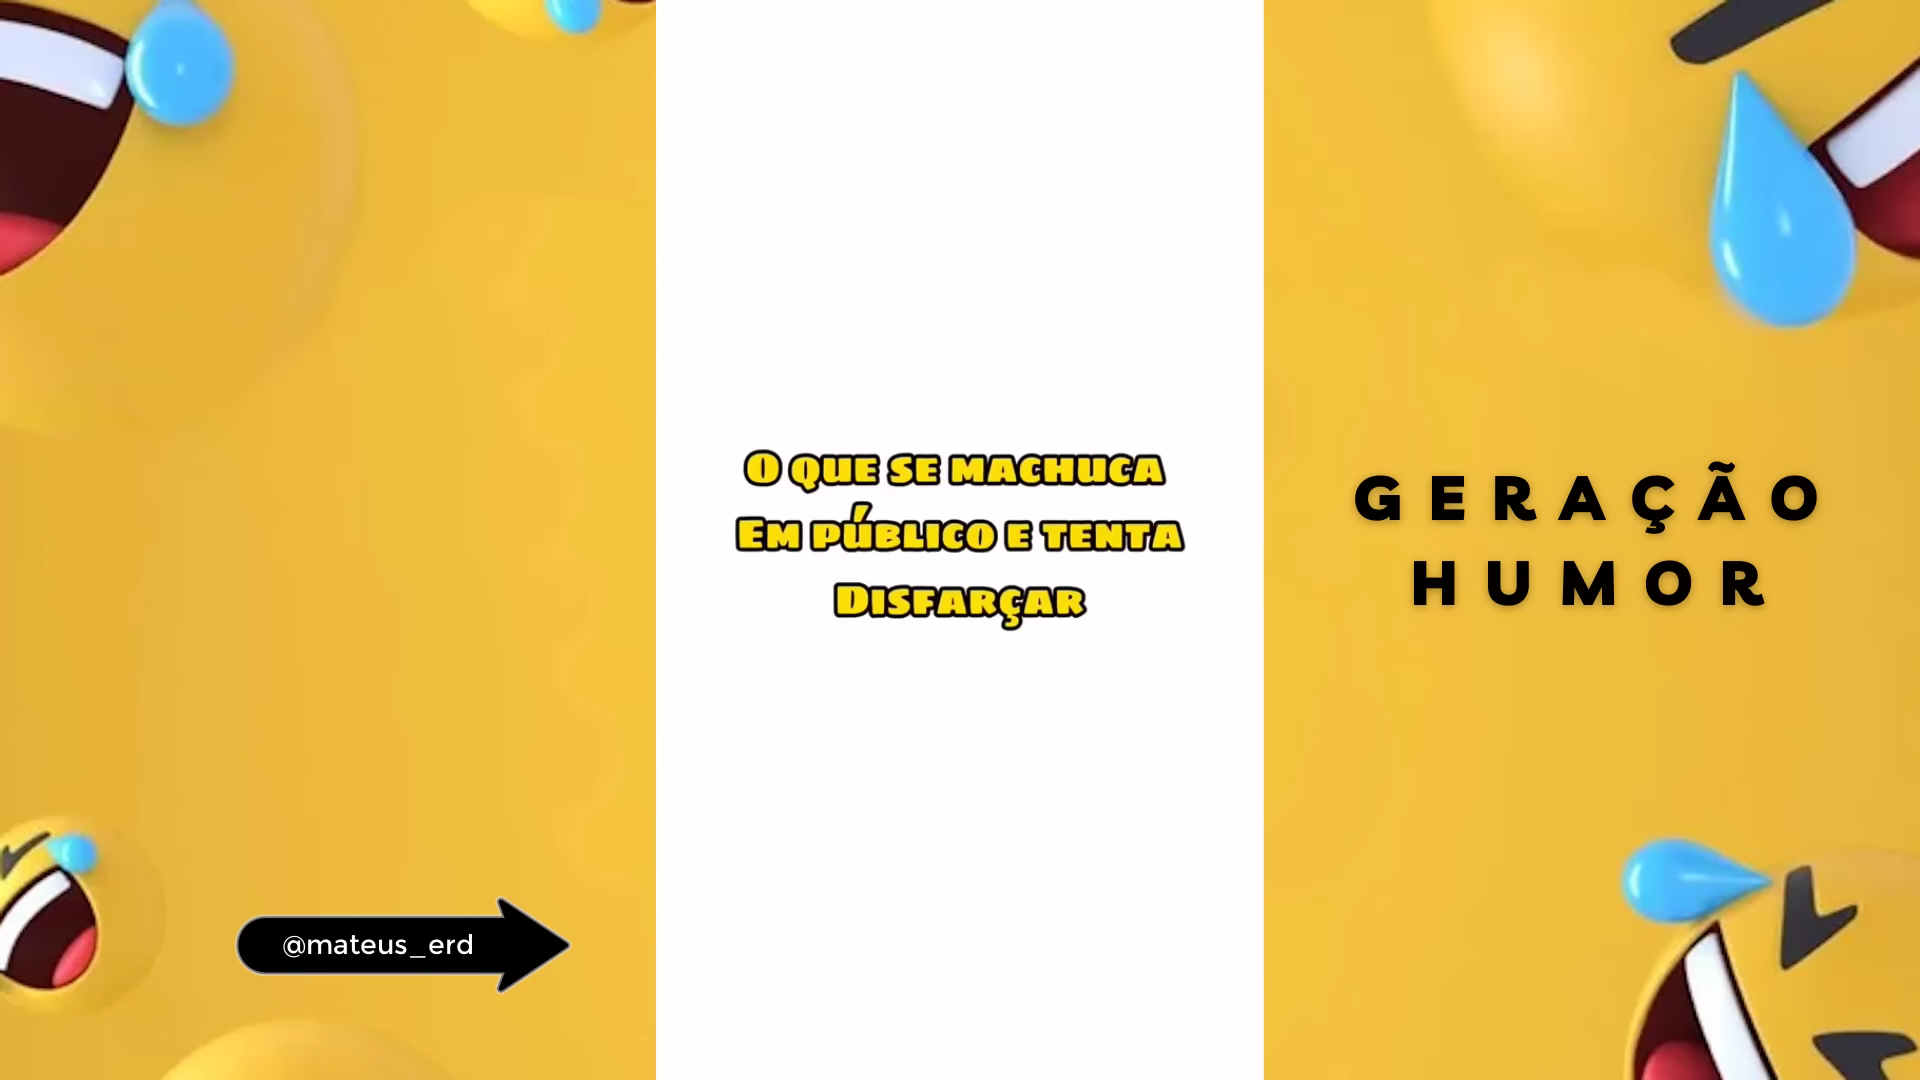 O QUE SE MACHUCA
EM PÚBLICO E TENTA
DISFARÇAR
GERAÇÃO
HUMOR
@mateus_erd